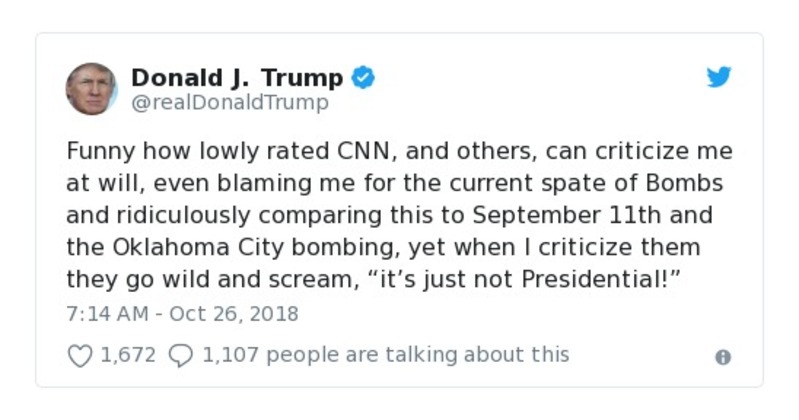 Donald J. Trump
@realDonaldTrump
Funny how lowly rated CNN, and others, can criticize me
at will, even blaming me for the current spate of Bombs
and ridiculously comparing this to September 11th and
the Oklahoma City bombing, yet when I criticize them
they go wild and scream, “it’s just not Presidential!”
7:14 AM - Oct 26, 2018
1,672 1,107 people are talking about this